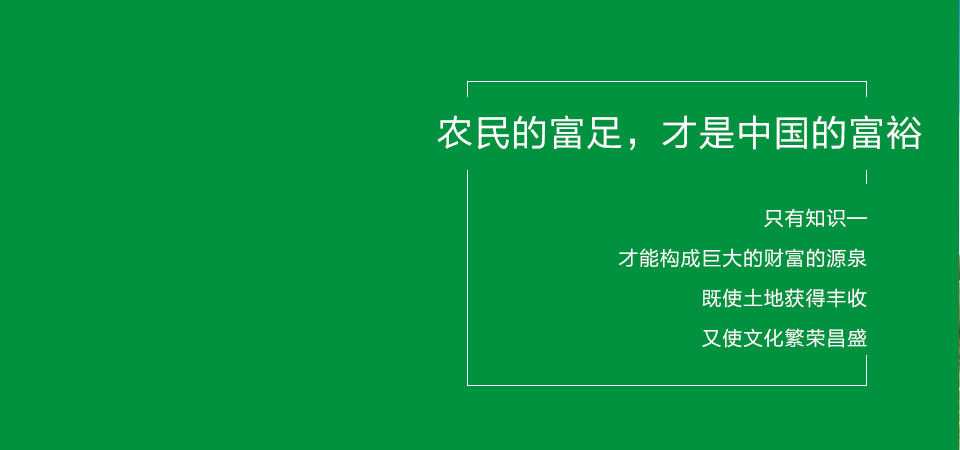 农民的富足，才是中国的富裕
只有知识—
才能构成巨大的财富的源泉
既使土地获得丰收
又使文化繁荣昌盛